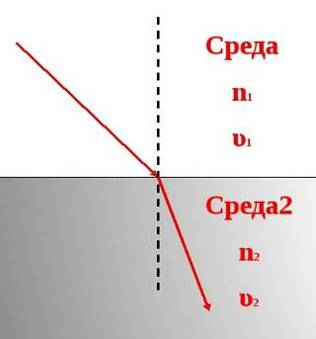 Среда
n₁
υ₁
Среда2
n₂
υ₂